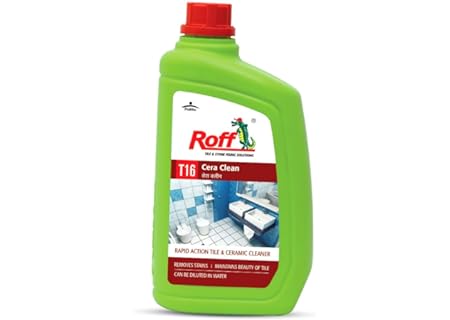 Pidilite
Roff ®
TILE & STONE FIXING SOLUTIONS
T16 Cera Clean
सेरा क्लीन
RAPID ACTION TILE & CERAMIC CLEANER
REMOVES STAINS | MAINTAINS BEAUTY OF TILE
CAN BE DILUTED IN WATER